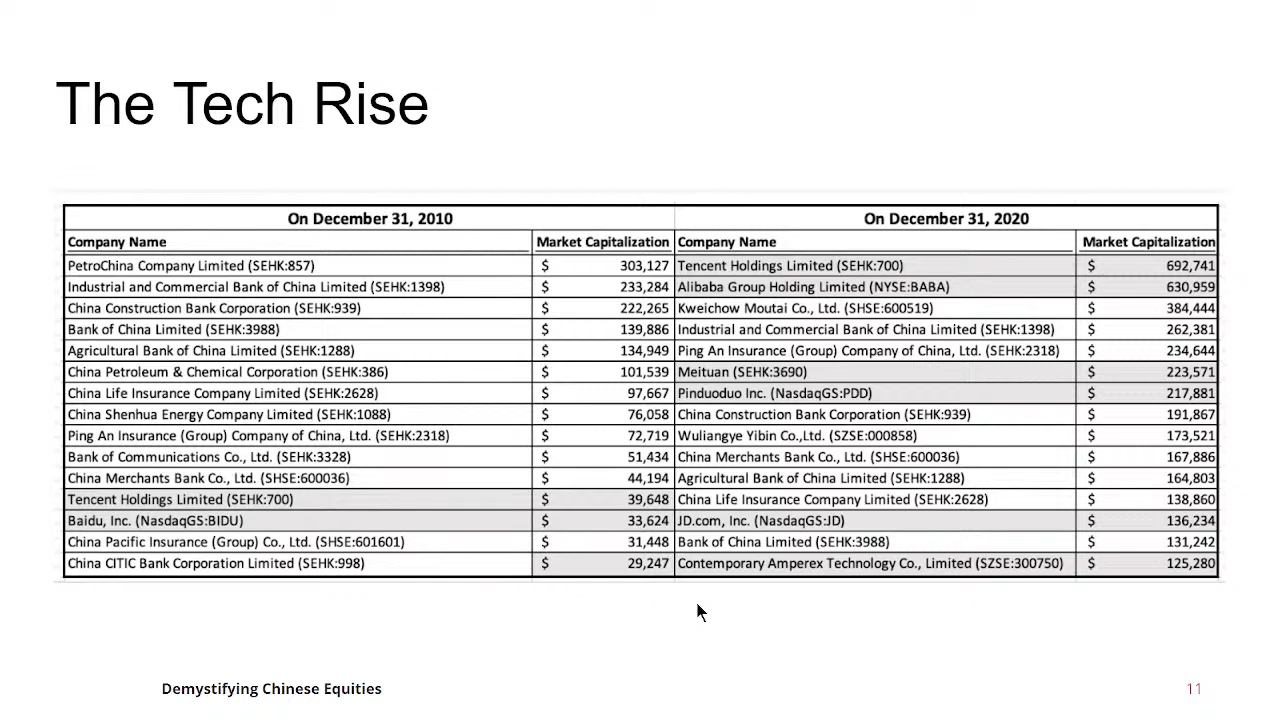 The Tech Rise
On December 31, 2010 On December 31, 2020
Company Name Market Capitalization Company Name Market Capitalization
PetroChina Company Limited (SEHK:857) $ 303,127 Tencent Holdings Limited (SEHK:700) $ 692,741
Industrial and Commercial Bank of China Limited (SEHK:1398) $ 233,284 Alibaba Group Holding Limited (NYSE:BABA) $ 630,959
China Construction Bank Corporation (SEHK:939) $ 222,265 Kweichow Moutai Co., Ltd. (SHSE:600519) $ 384,444
Bank of China Limited (SEHK:3988) $ 139,886 Industrial and Commercial Bank of China Limited (SEHK:1398) $ 262,381
Agricultural Bank of China Limited (SEHK:1288) $ 134,949 Ping An Insurance (Group) Company of China, Ltd. (SEHK:2318) $ 234,644
China Petroleum & Chemical Corporation (SEHK:386) $ 101,539 Meituan (SEHK:3690) $ 223,571
China Life Insurance Company Limited (SEHK:2628) $ 97,667 Pinduoduo Inc. (NasdaqGS:PDD) $ 217,881
China Shenhua Energy Company Limited (SEHK:1088) $ 76,058 China Construction Bank Corporation (SEHK:939) $ 191,867
Ping An Insurance (Group) Company of China, Ltd. (SEHK:2318) $ 72,719 Wuliangye Yibin Co.,Ltd. (SZSE:000858) $ 173,521
Bank of Communications Co., Ltd. (SEHK:3328) $ 51,434 China Merchants Bank Co., Ltd. (SHSE:600036) $ 167,886
China Merchants Bank Co., Ltd. (SHSE:600036) $ 44,194 Agricultural Bank of China Limited (SEHK:1288) $ 164,803
Tencent Holdings Limited (SEHK:700) $ 39,648 China Life Insurance Company Limited (SEHK:2628) $ 138,860
Baidu, Inc. (NasdaqGS:BIDU) $ 33,624 JD.com, Inc. (NasdaqGS:JD) $ 136,234
China Pacific Insurance (Group) Co., Ltd. (SHSE:601601) $ 31,448 Bank of China Limited (SEHK:3988) $ 131,242
China CITIC Bank Corporation Limited (SEHK:998) $ 29,247 Contemporary Amperex Technology Co., Limited (SZSE:300750) $ 125,280
Demystifying Chinese Equities 11